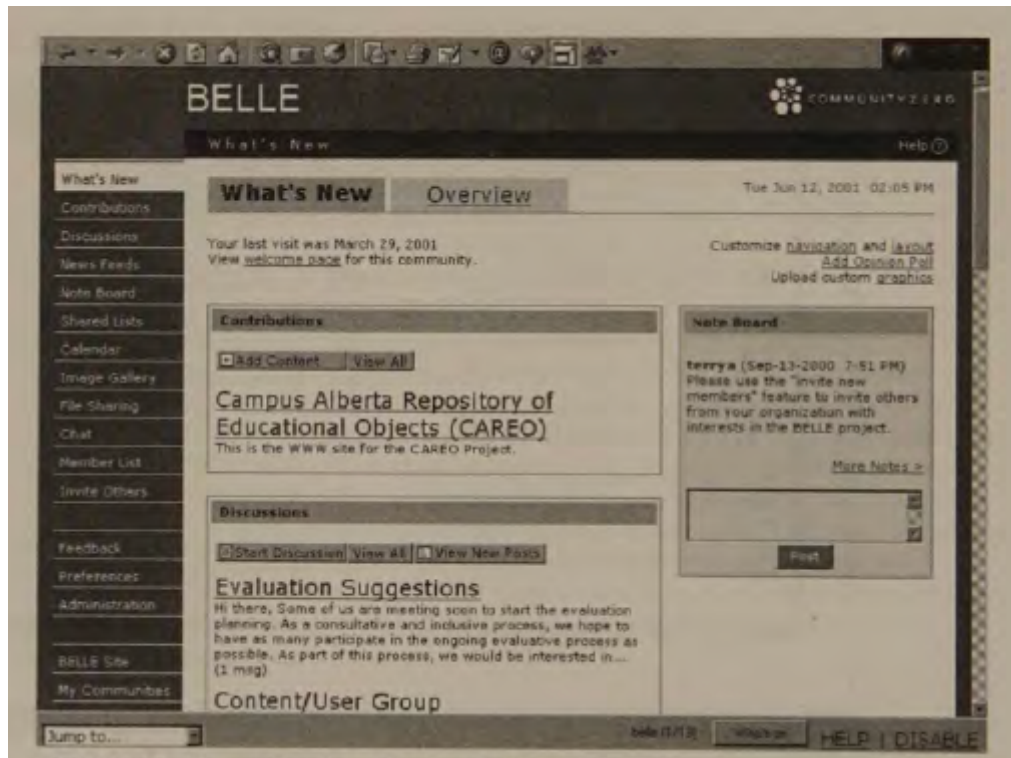 BELLE
COMMUNITYZERO
What's New
Help ?
What's New
Contributions
Discussions
News Feeds
Note Board
Shared Lists
Calendar
Image Gallery
File Sharing
Chat
Member List
Invite Others
Feedback
Preferences
Administration
BELLE Site
My Communities
What's New
Overview
Tue Jun 12, 2001 02:05 PM
Your last visit was March 29, 2001
View welcome page for this community.
Customize navigation and layout
Add Opinion Poll
Upload custom graphics
Contributions
Add Content View All
Campus Alberta Repository of
Educational Objects (CAREO)
This is the WWW site for the CAREO Project.
Discussions
Start Discussion View All View New Posts
Evaluation Suggestions
Hi there, Some of us are meeting soon to start the evaluation
planning. As a consultative and inclusive process, we hope to
have as many participate in the ongoing evaluative process as
possible. As part of this process, we would be interested in...
(1 msg)
Content/User Group
Note Board
terrya (Sep-13-2000 7:51 PM)
Please use the "invite new
members" feature to invite others
from your organization with
interests in the BELLE project.
More Notes >
Post
Jump to...
belle
HELP | DISABLE